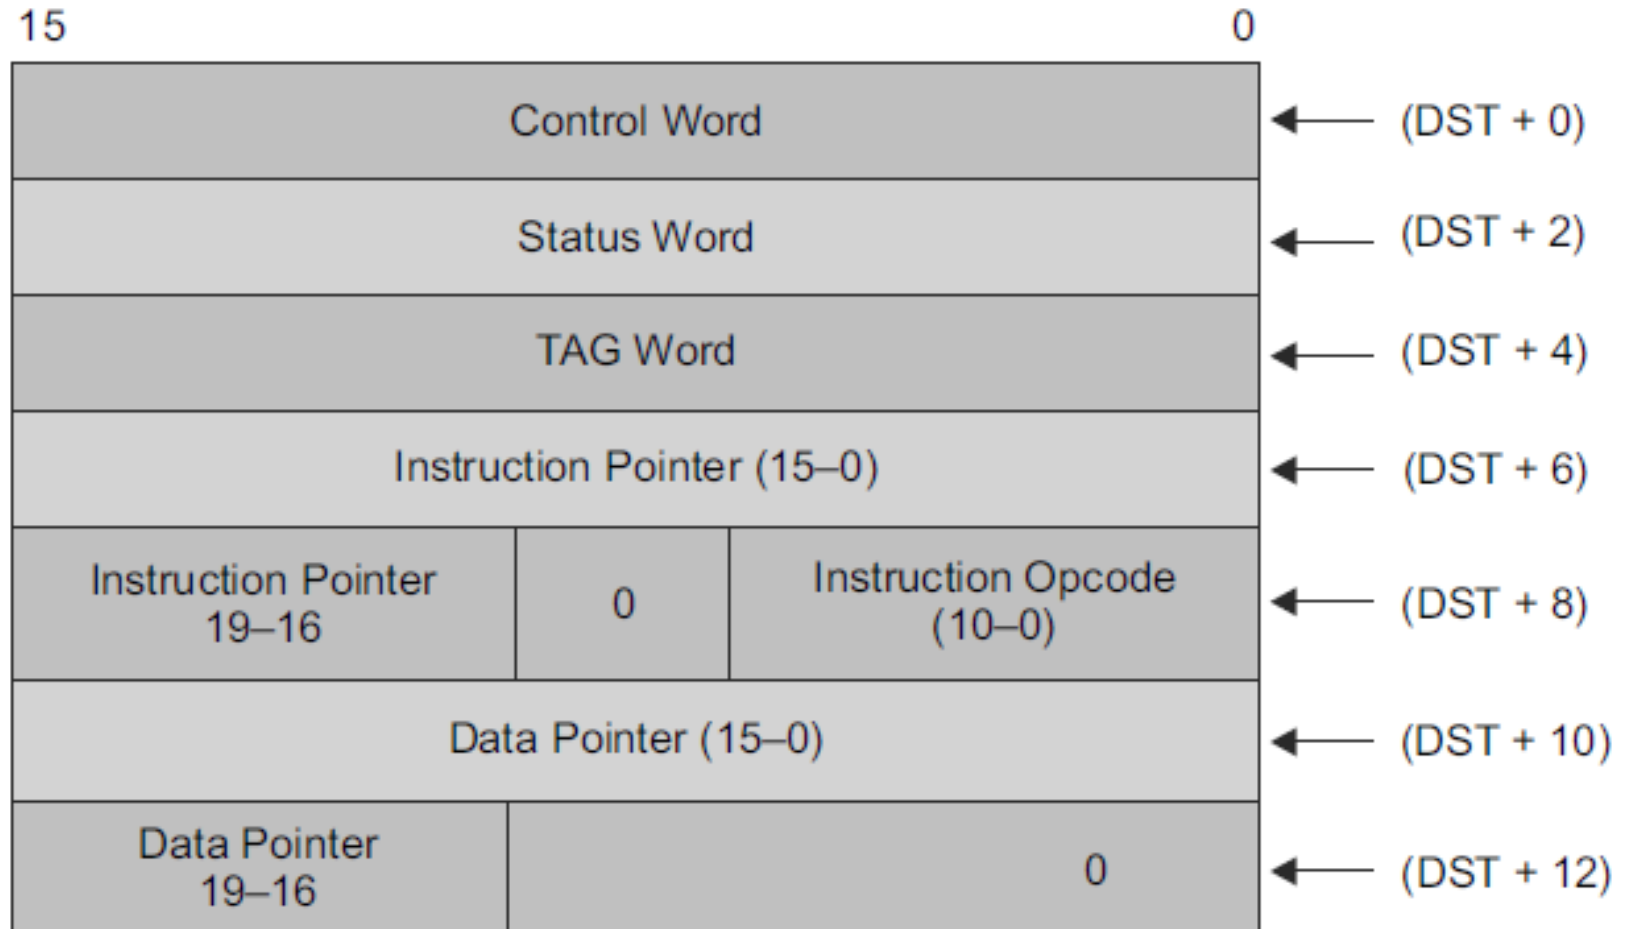 15 0
Control Word (DST + 0)
Status Word (DST + 2)
TAG Word (DST + 4)
Instruction Pointer (15–0) (DST + 6)
Instruction Pointer
19–16
0
Instruction Opcode
(10–0)
(DST + 8)
Data Pointer (15–0) (DST + 10)
Data Pointer
19–16
0
(DST + 12)